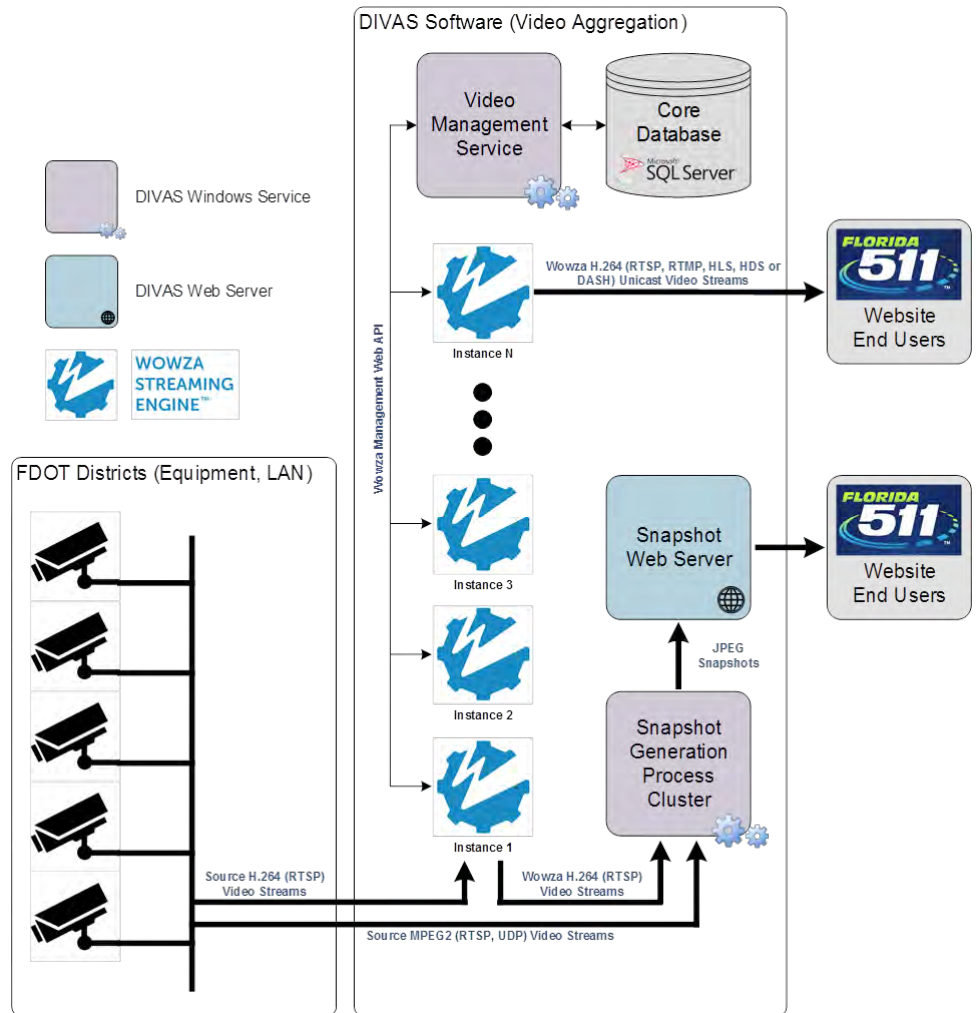 DIVAS Software (Video Aggregation)
Video
Management
Service
Core
Database
Microsoft
SQL Server
DIVAS Windows Service
DIVAS Web Server
WOWZA
STREAMING
ENGINE™
Wowza Management Web API
Instance N
Wowza H.264 (RTSP, RTMP, HLS, HDS or
DASH) Unicast Video Streams
FLORIDA
511
Website
End Users
FDOT Districts (Equipment, LAN)
Instance 3
Snapshot
Web Server
FLORIDA
511
Website
End Users
Instance 2
JPEG
Snapshots
Snapshot
Generation
Process
Cluster
Instance 1
Source H.264 (RTSP)
Video Streams
Wowza H.264 (RTSP)
Video Streams
Source MPEG2 (RTSP, UDP) Video Streams